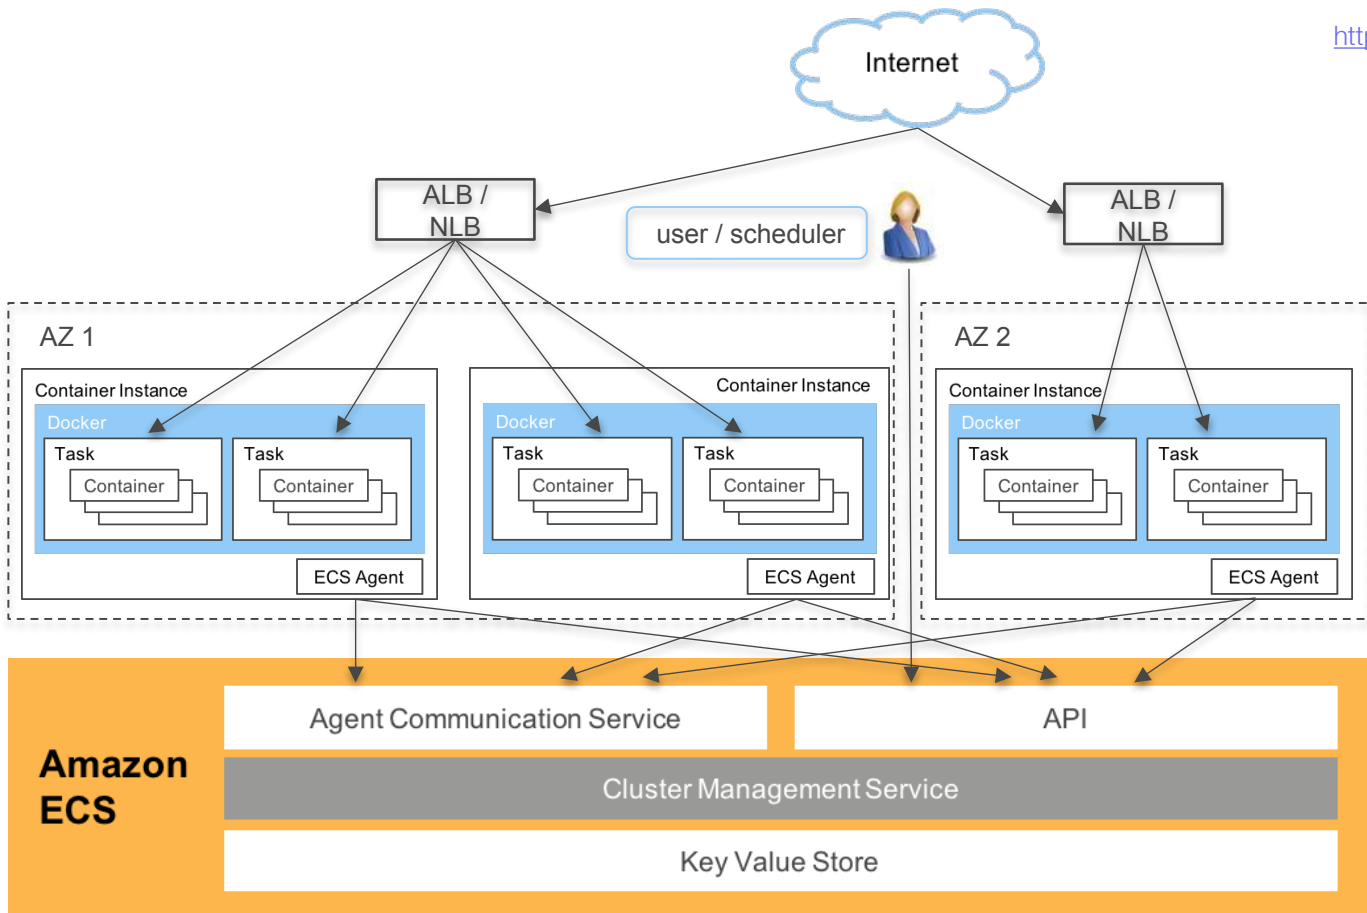 Internet
htt
ALB /
NLB
user / scheduler
ALB /
NLB
AZ 1
Container Instance
Docker
Task
Container
Task
Container
ECS Agent
Container Instance
Docker
Task
Container
Task
Container
ECS Agent
AZ 2
Container Instance
Docker
Task
Container
Task
Container
ECS Agent
Amazon
ECS
Agent Communication Service
API
Cluster Management Service
Key Value Store